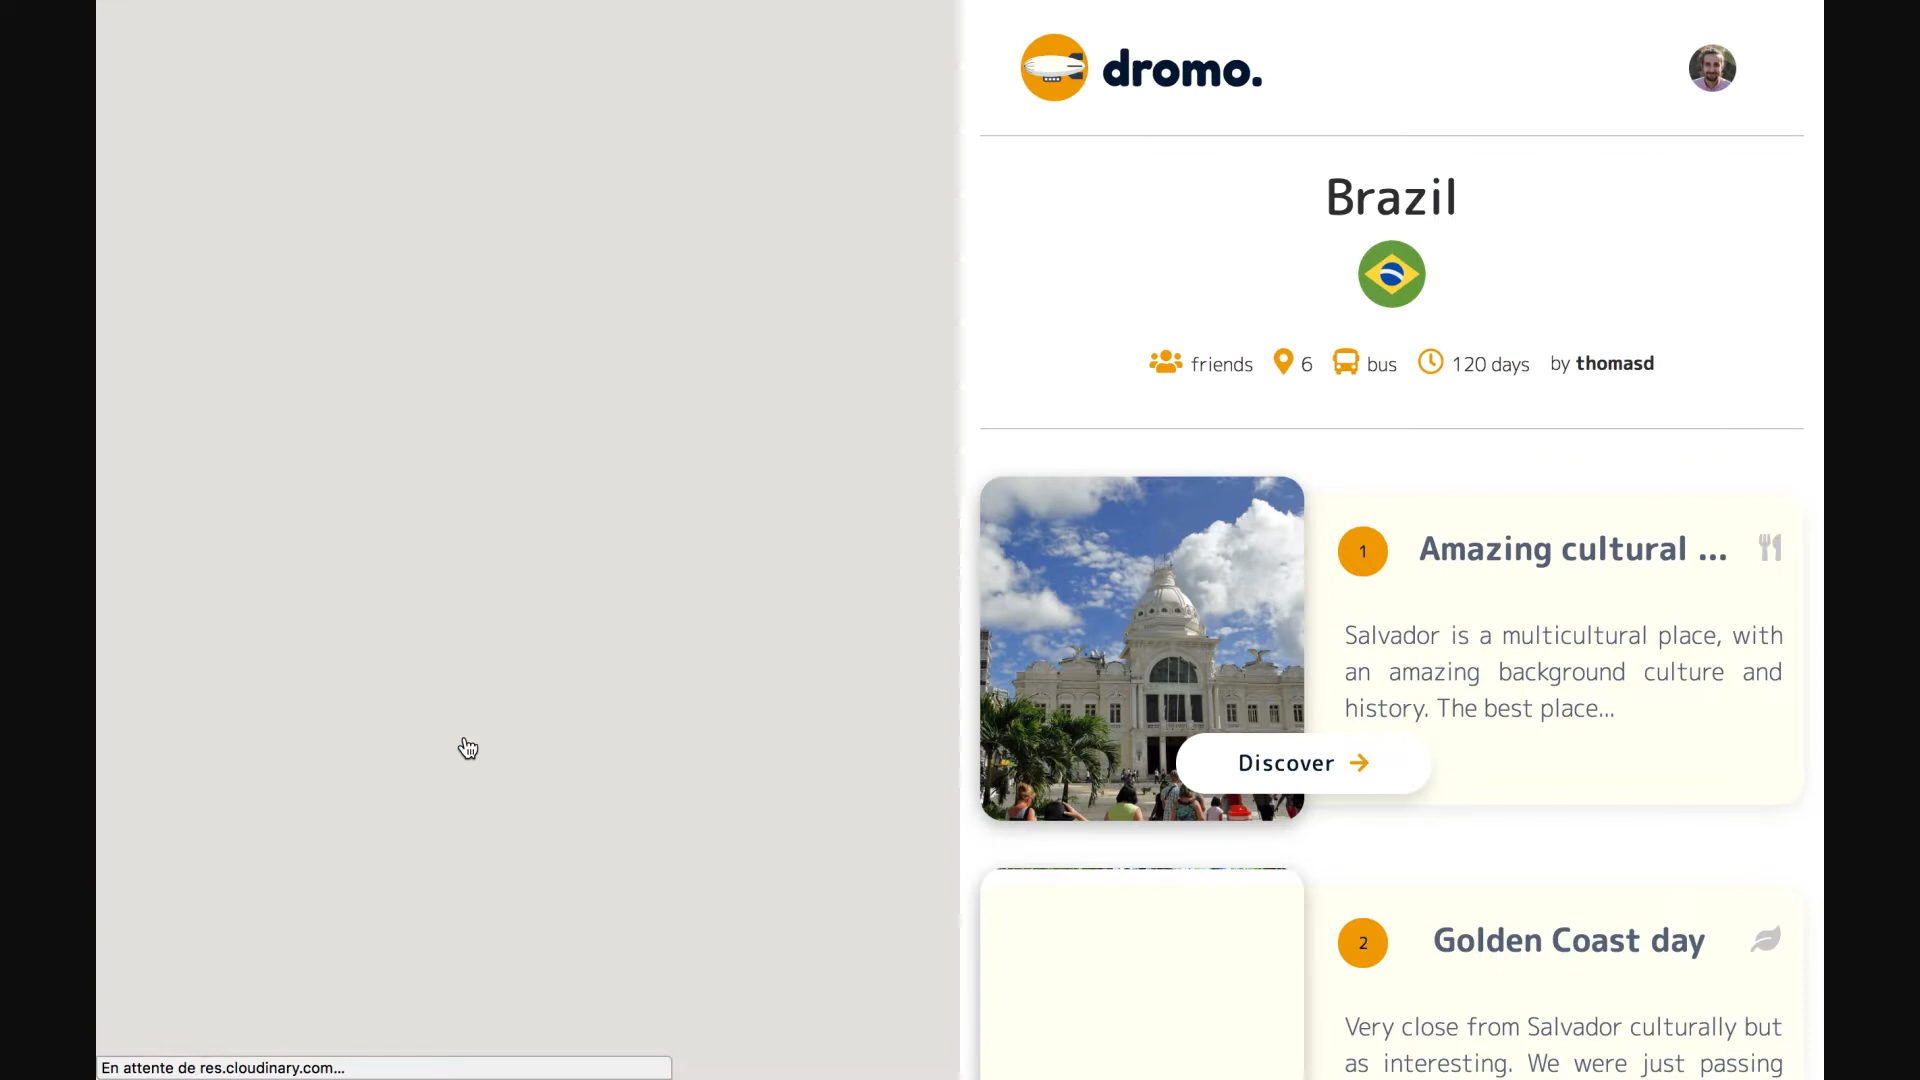 dromo.
Brazil
friends 6 bus 120 days by thomasd
1 Amazing cultural ...
Salvador is a multicultural place, with
an amazing background culture and
history. The best place...
Discover
2 Golden Coast day
Very close from Salvador culturally but
as interesting. We were just passing
En attente de res.cloudinary.com...